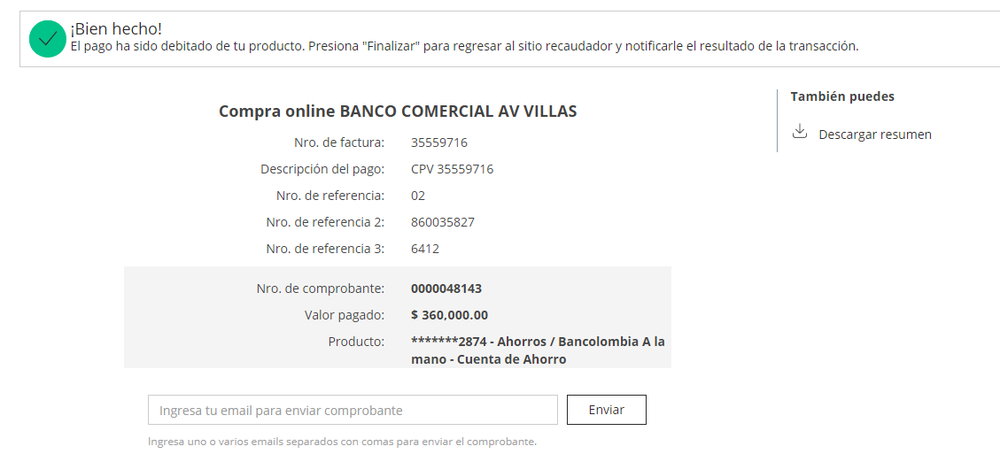 ¡Bien hecho!
El pago ha sido debitado de tu producto. Presiona "Finalizar" para regresar al sitio recaudador y notificarle el resultado de la transacción.
Compra online BANCO COMERCIAL AV VILLAS
Nro. de factura: 35559716
Descripción del pago: CPV 35559716
Nro. de referencia: 02
Nro. de referencia 2: 860035827
Nro. de referencia 3: 6412
Nro. de comprobante: 0000048143
Valor pagado: $ 360,000.00
Producto: *******2874 - Ahorros / Bancolombia A la
mano - Cuenta de Ahorro
Ingresa tu email para enviar comprobante
Enviar
Ingresa uno o varios emails separados con comas para enviar el comprobante.
También puedes
Descargar resumen